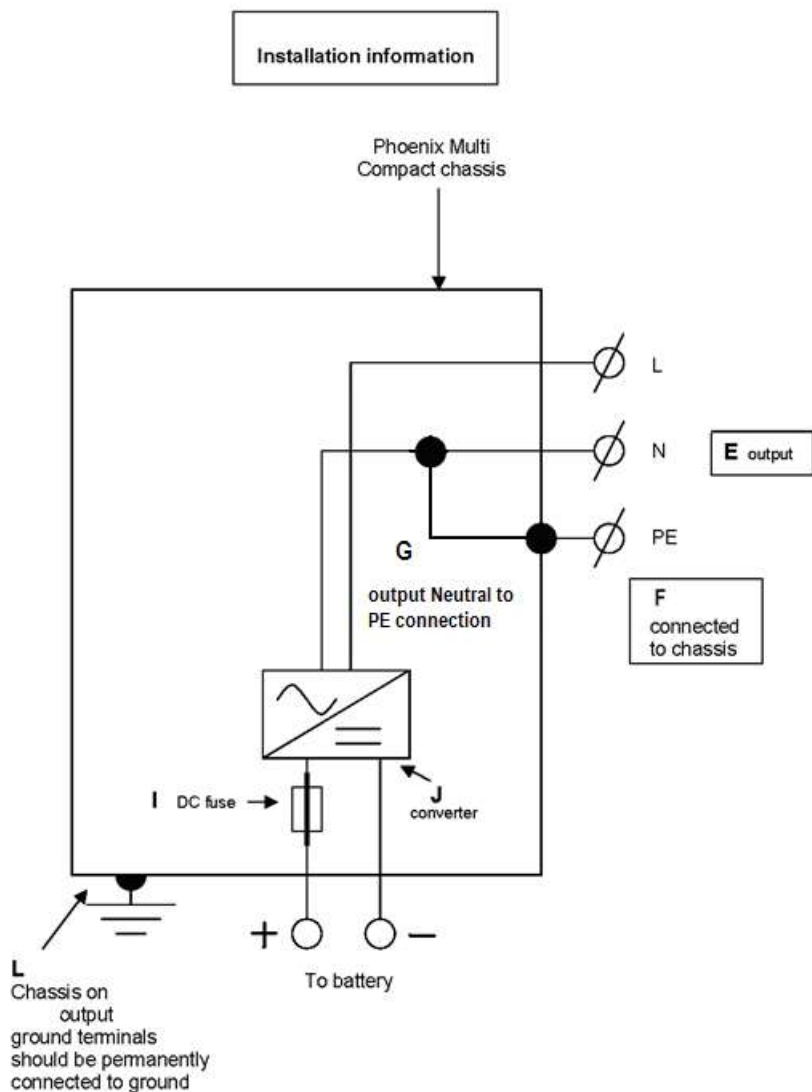 Installation information
Phoenix Multi
Compact chassis
L
N
E output
PE
G
output Neutral to
PE connection
F
connected
to chassis
I DC fuse
J
converter
+ −
To battery
L
Chassis on
output
ground terminals
should be permanently
connected to ground